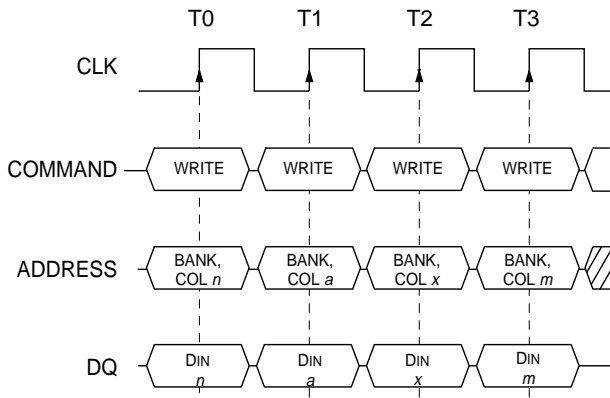 T0 T1 T2 T3
CLK
COMMAND WRITE WRITE WRITE WRITE
ADDRESS BANK, BANK, BANK, BANK,
COL n COL a COL x COL m
DQ DIN DIN DIN DIN
n a x m